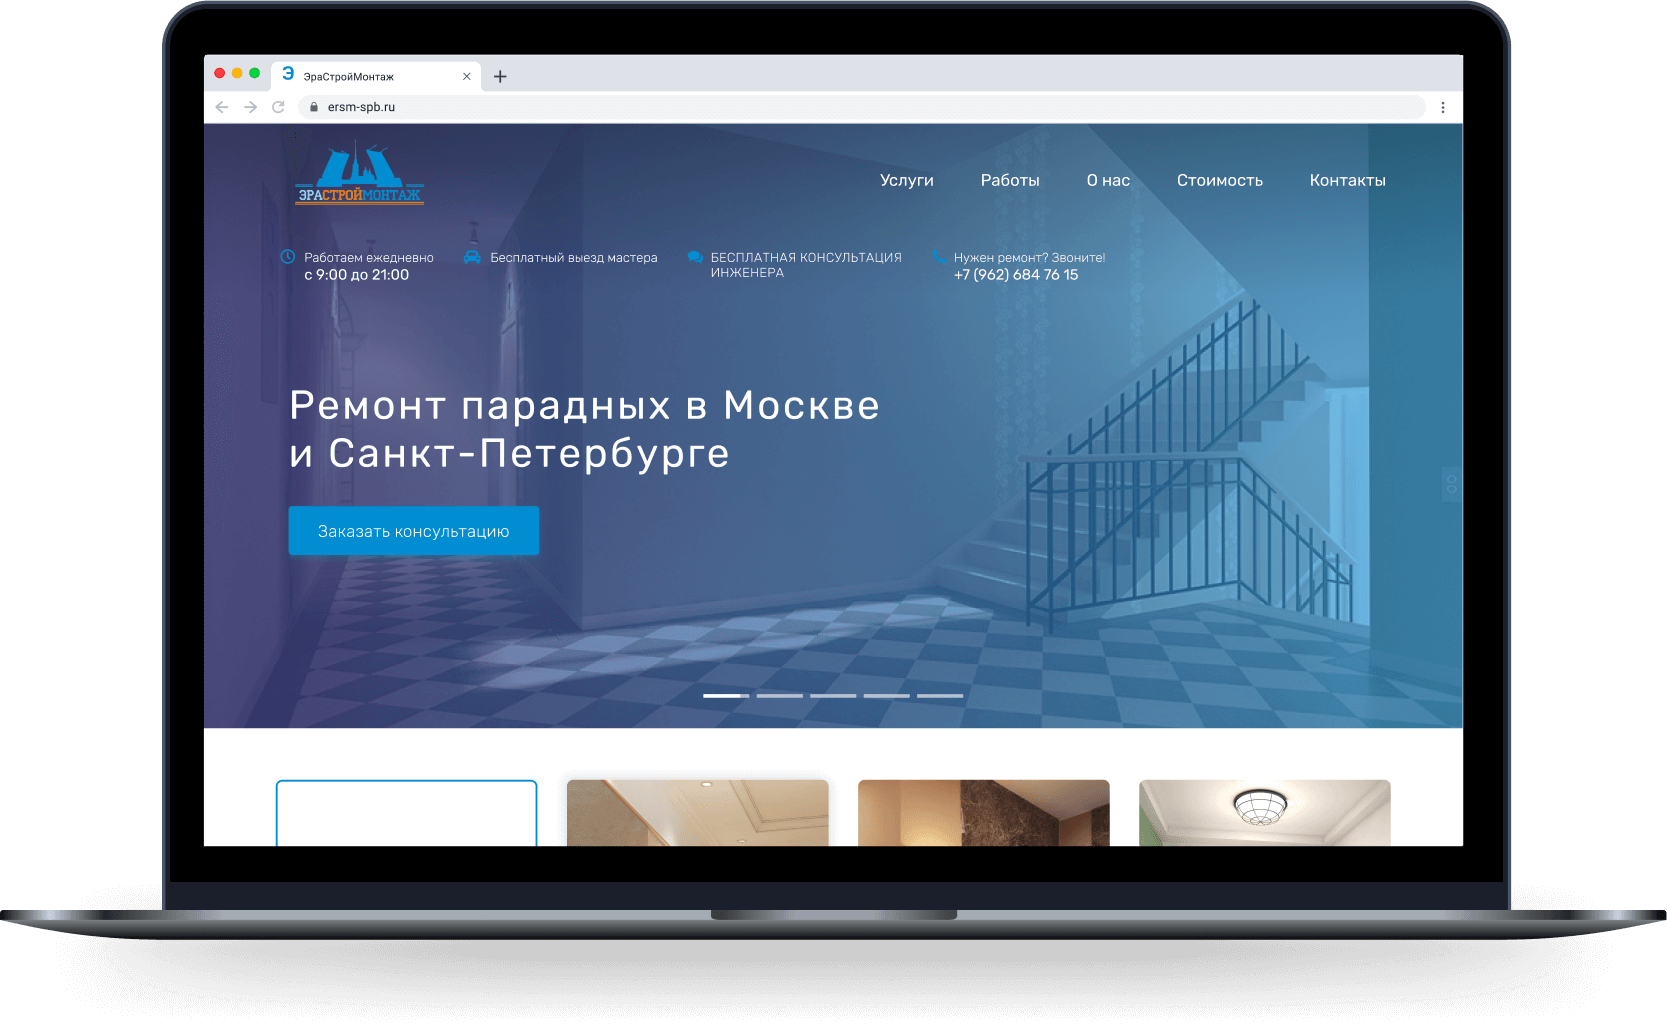 Э ЭраСтройМонтаж
ersm-spb.ru
ЭРАСТРОЙМОНТАЖ
Услуги Работы О нас Стоимость Контакты
Работаем ежедневно
с 9:00 до 21:00
Бесплатный выезд мастера
БЕСПЛАТНАЯ КОНСУЛЬТАЦИЯ
ИНЖЕНЕРА
Нужен ремонт? Звоните!
+7 (962) 684 76 15
Ремонт парадных в Москве
и Санкт-Петербурге
Заказать консультацию